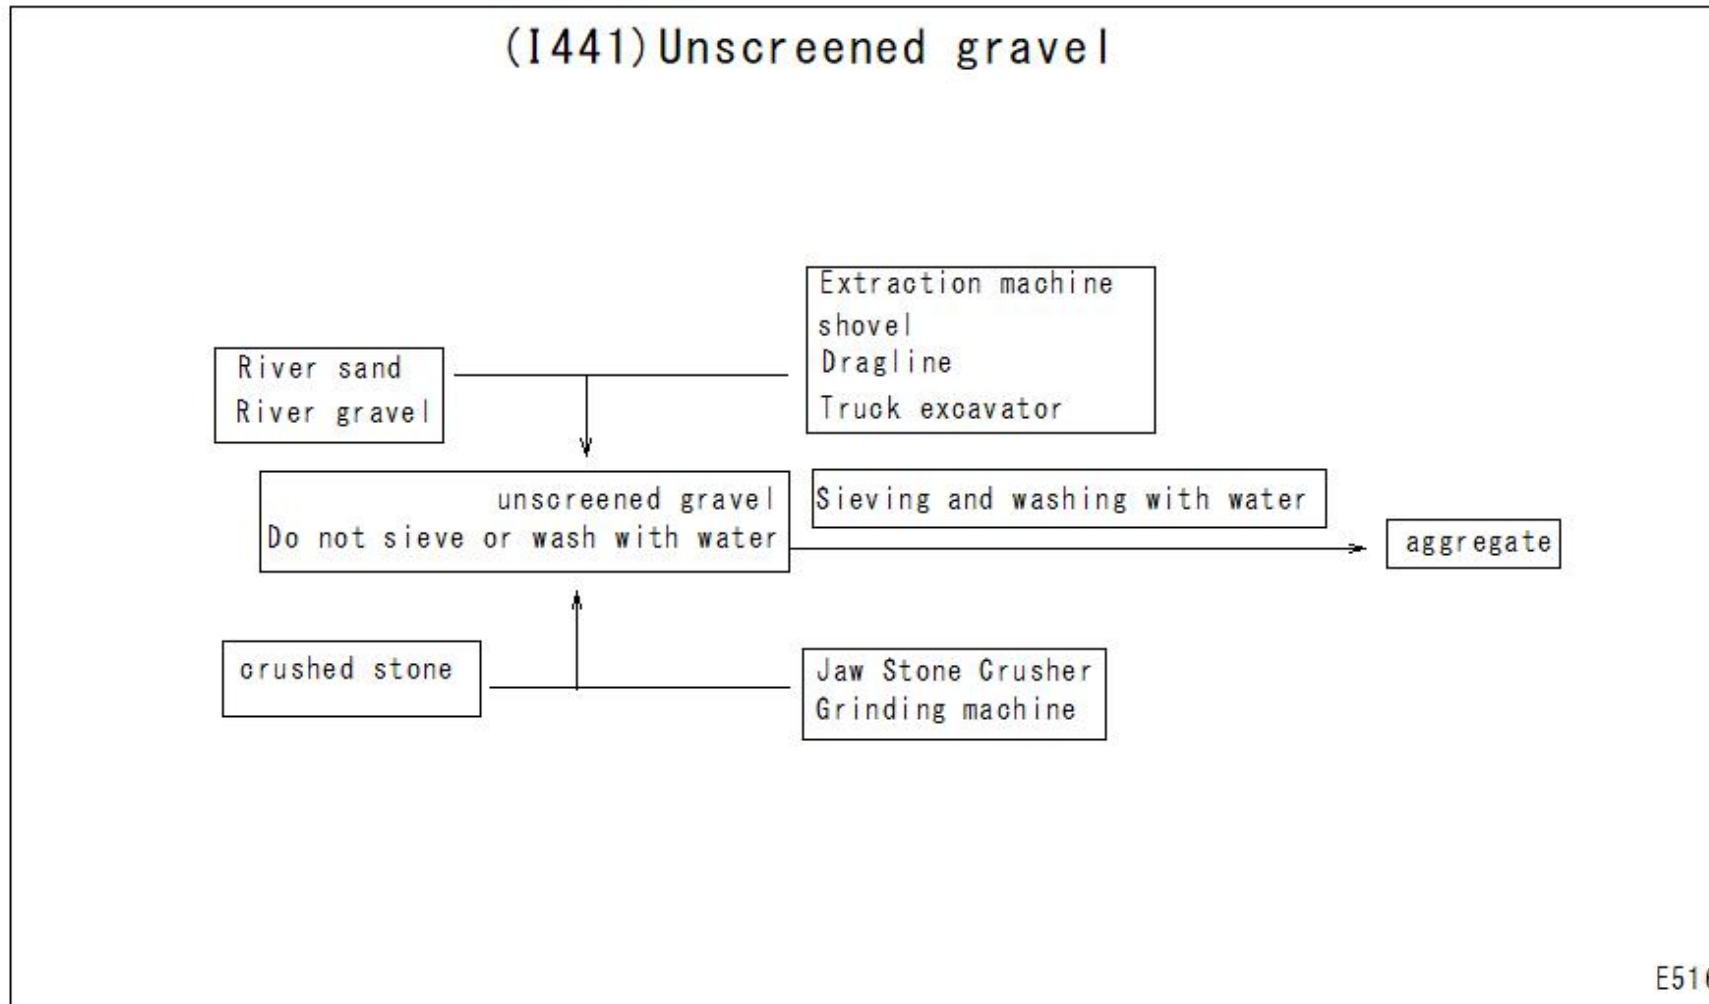 (I441)Unscreened gravel
Extraction machine
shovel
Dragline
Truck excavator
River sand
River gravel
unscreened gravel
Do not sieve or wash with water
Sieving and washing with water
aggregate
crushed stone
Jaw Stone Crusher
Grinding machine
E516